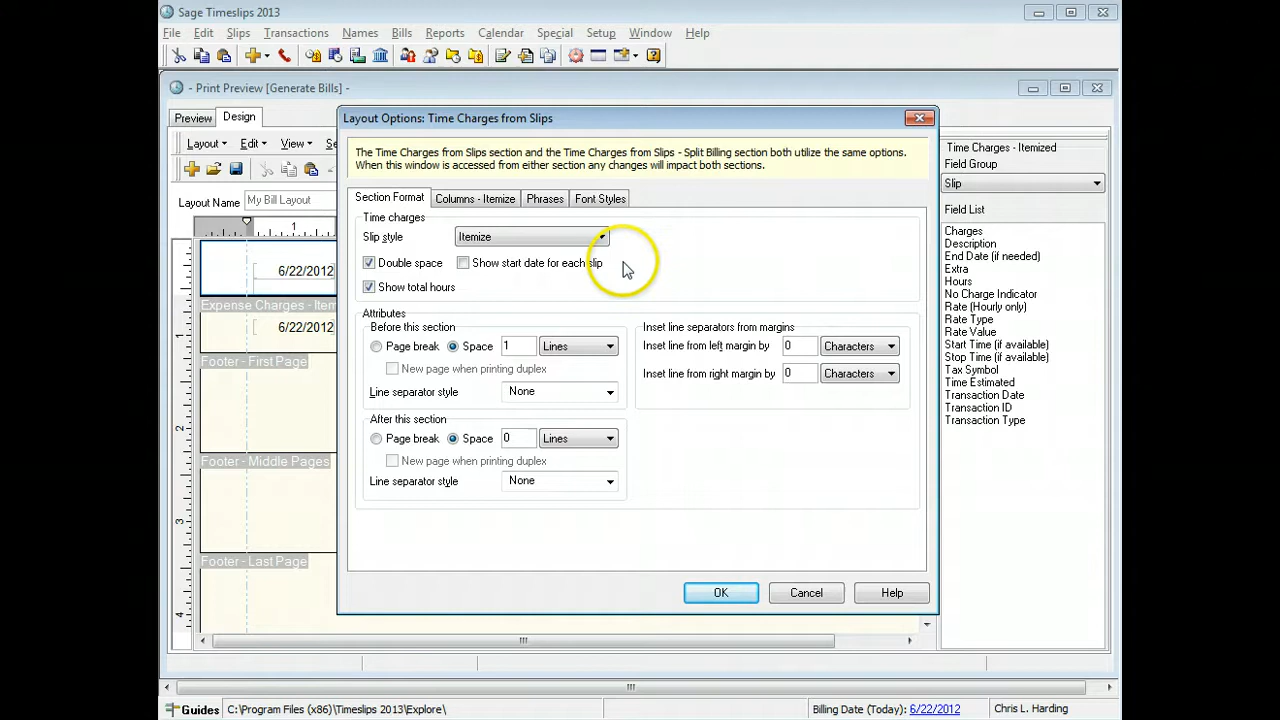 Sage Timeslips 2013
File Edit Slips Transactions Names Bills Reports Calendar Special Setup Window Help
- Print Preview [Generate Bills] -
Preview Design
Layout Edit View
Layout Name My Bill Layout
1
6/22/2012
Expense Charges - Item
6/22/2012
1
Footer - First Page
2
Footer - Middle Pages
3
Footer - Last Page
4
Layout Options: Time Charges from Slips
The Time Charges from Slips section and the Time Charges from Slips - Split Billing section both utilize the same options.
When this window is accessed from either section any changes will impact both sections.
Section Format Columns - Itemize Phrases Font Styles
Time charges
Slip style Itemize
Double space Show start date for each slip
Show total hours
Attributes
Before this section
Page break Space 1 Lines
New page when printing duplex
Line separator style None
After this section
Page break Space 0 Lines
New page when printing duplex
Line separator style None
Inset line separators from margins
Inset line from left margin by 0 Characters
Inset line from right margin by 0 Characters
OK Cancel Help
Time Charges - Itemized
Field Group
Slip
Field List
Charges
Description
End Date (if needed)
Extra
Hours
No Charge Indicator
Rate (Hourly only)
Rate Type
Rate Value
Start Time (if available)
Stop Time (if available)
Tax Symbol
Time Estimated
Transaction Date
Transaction ID
Transaction Type
Guides C:\Program Files (x86)\Timeslips 2013\Explore\ Billing Date (Today): 6/22/2012 Chris L. Harding